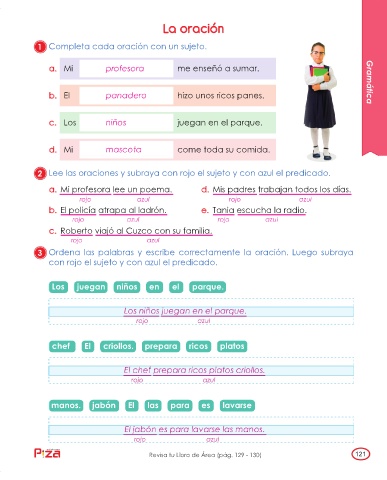 La oración
1 Completa cada oración con un sujeto.
a. Mi profesora me enseñó a sumar.
b. El panadero hizo unos ricos panes.
c. Los niños juegan en el parque.
d. Mi mascota come toda su comida.
Gramática
2 Lee las oraciones y subraya con rojo el sujeto y con azul el predicado.
a. Mi profesora lee un poema.
rojo azul
b. El policía atrapa al ladrón.
rojo azul
c. Roberto viajó al Cuzco con su familia.
rojo azul
d. Mis padres trabajan todos los días.
rojo azul
e. Tania escucha la radio.
rojo azul
3 Ordena las palabras y escribe correctamente la oración. Luego subraya
con rojo el sujeto y con azul el predicado.
Los juegan niños en el parque.
Los niños juegan en el parque.
rojo azul
chef El criollos. prepara ricos platos
El chef prepara ricos platos criollos.
rojo azul
manos. jabón El las para es lavarse
El jabón es para lavarse las manos.
rojo azul
Pizza
Revisa tu Libro de Área (pág. 129 - 130)
121